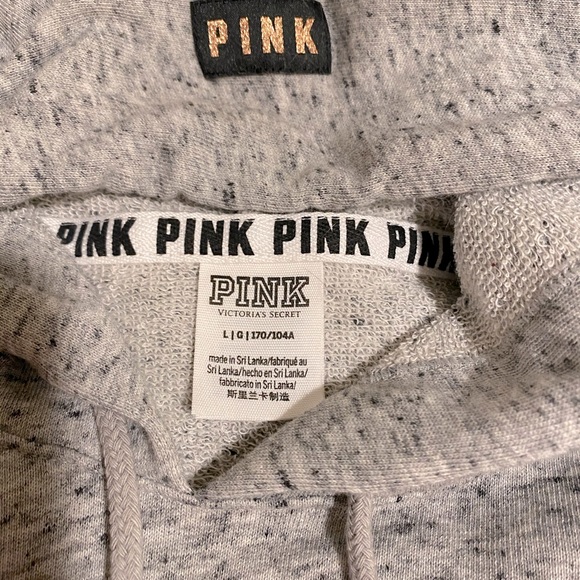 PINK
PINK PINK PINK PINK
PINK
VICTORIA'S SECRET
L | G | 170/104A
made in Sri Lanka/fabriqué au
Sri Lanka/hecho en Sri Lanka/
fabbricato in Sri Lanka/
斯里兰卡制造